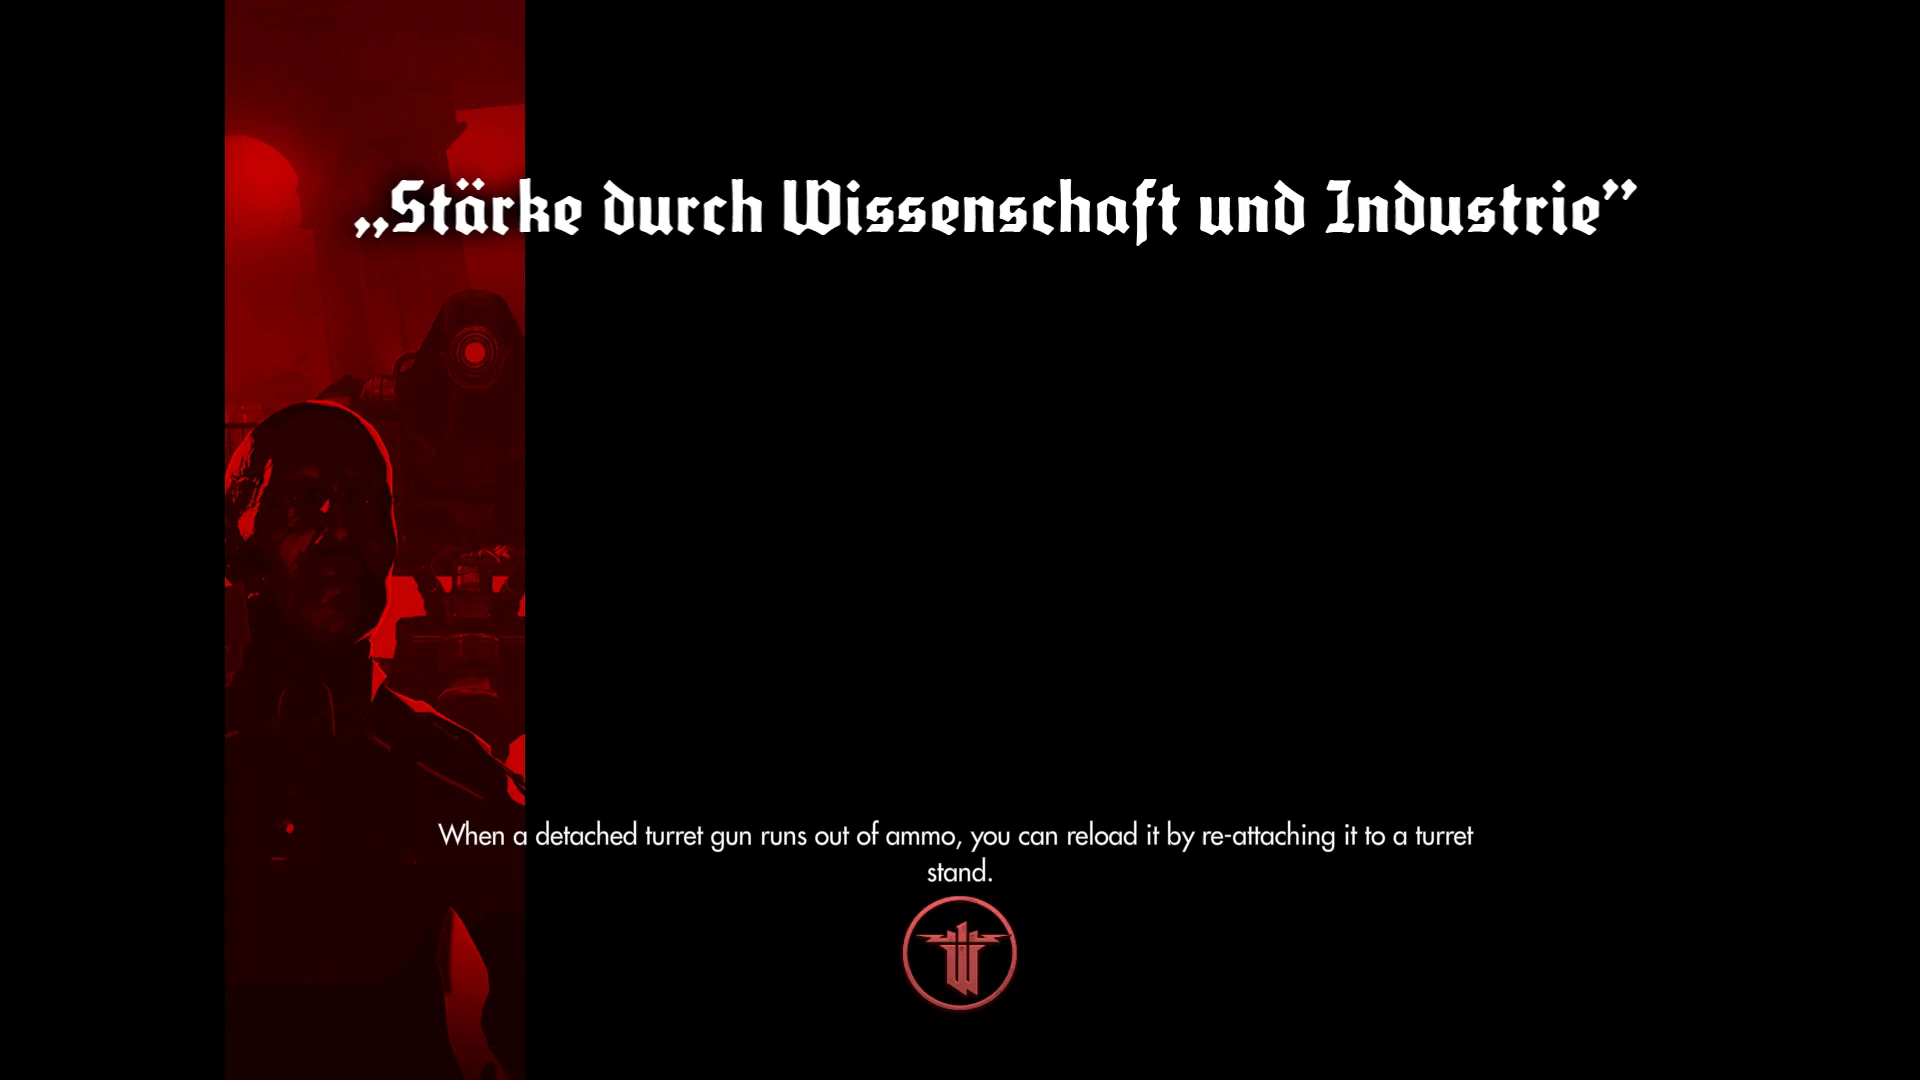 „Stärke durch Wissenschaft und Industrie”
When a detached turret gun runs out of ammo, you can reload it by re-attaching it to a turret
stand.